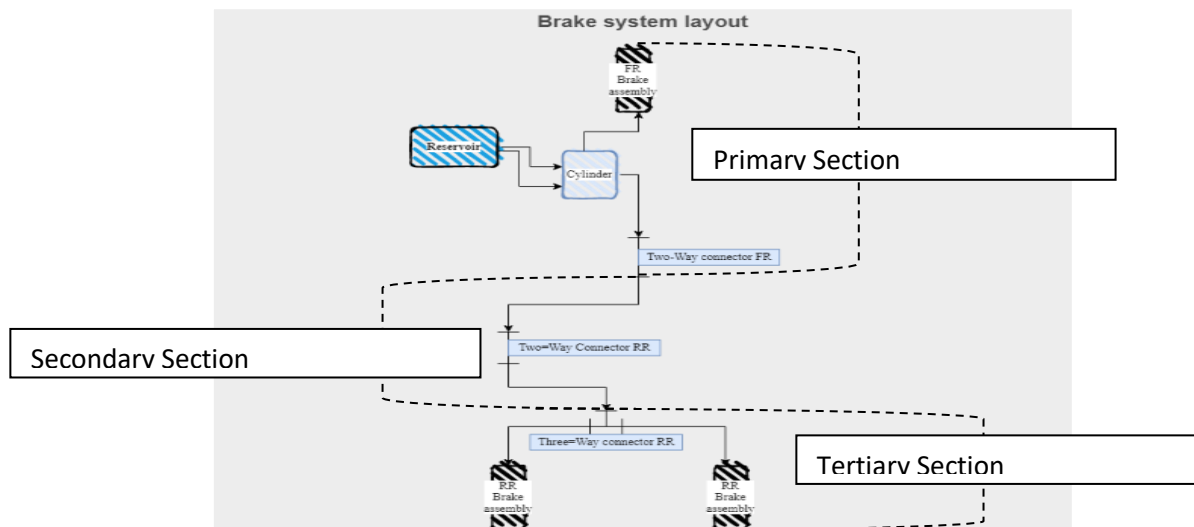 Brake system layout
FR
Brake
assembly
Reservoir
Cylinder
Primary Section
Two-Way connector FR
Secondary Section
Two=Way Connector RR
Three=Way connector RR
Tertiary Section
RR
Brake
assembly
RR
Brake
assembly